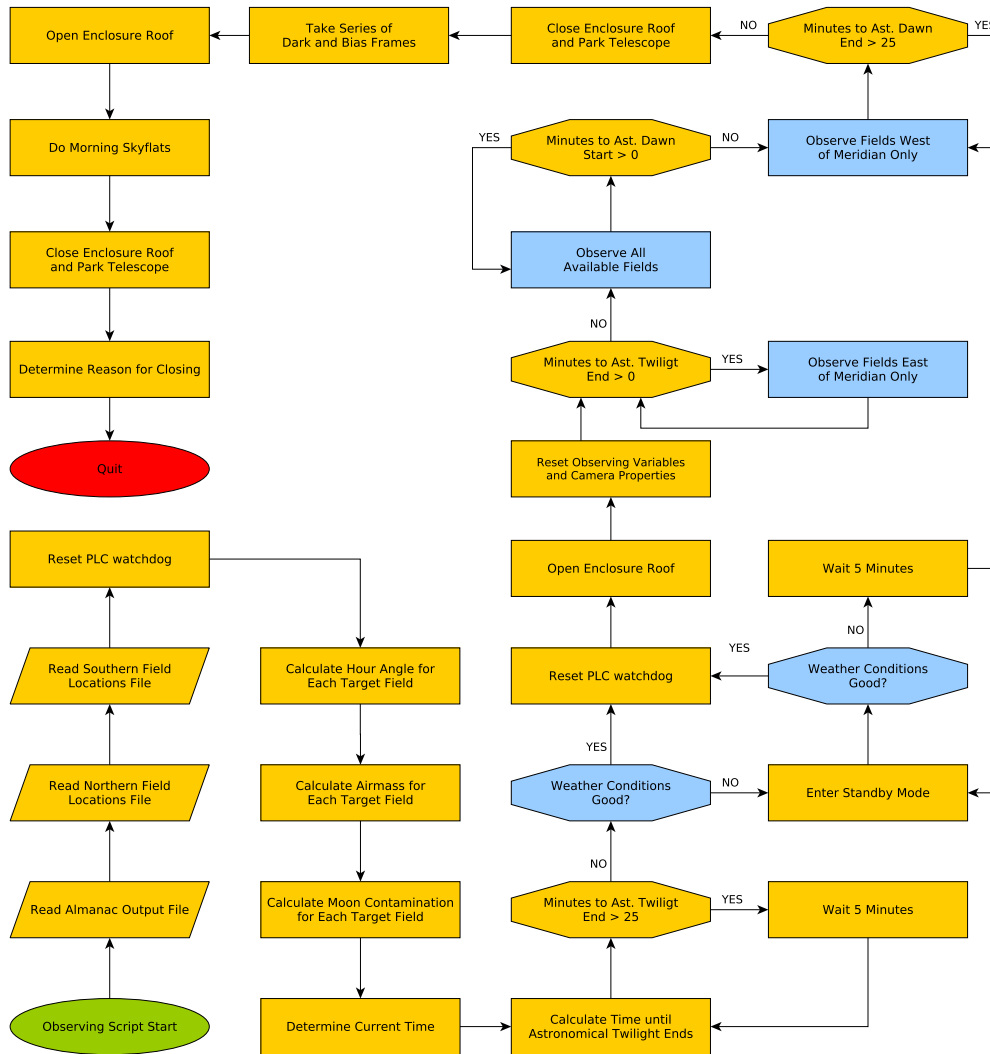 Open Enclosure Roof
Take Series of
Dark and Bias Frames
Close Enclosure Roof
and Park Telescope
NO
Minutes to Ast. Dawn
End > 25
YES
Do Morning Skyflats
YES
Minutes to Ast. Dawn
Start > 0
NO
Observe Fields West
of Meridian Only
Close Enclosure Roof
and Park Telescope
Observe All
Available Fields
NO
Determine Reason for Closing
Minutes to Ast. Twiligt
End > 0
YES
Observe Fields East
of Meridian Only
Quit
Reset Observing Variables
and Camera Properties
Reset PLC watchdog
Open Enclosure Roof
Wait 5 Minutes
NO
Read Southern Field
Locations File
Calculate Hour Angle for
Each Target Field
Reset PLC watchdog
YES
Weather Conditions
Good?
YES
Read Northern Field
Locations File
Calculate Airmass for
Each Target Field
Weather Conditions
Good?
NO
Enter Standby Mode
NO
Read Almanac Output File
Calculate Moon Contamination
for Each Target Field
Minutes to Ast. Twiligt
End > 25
YES
Wait 5 Minutes
Observing Script Start
Determine Current Time
Calculate Time until
Astronomical Twilight Ends